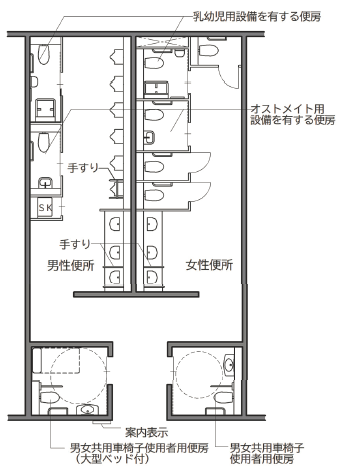 乳幼児用設備を有する便房
オストメイト用
設備を有する便房
手すり
SK
手すり
男性便所
女性便所
案内表示
男女共用車椅子使用者用便房
（大型ベッド付）
男女共用車椅子
使用者用便房